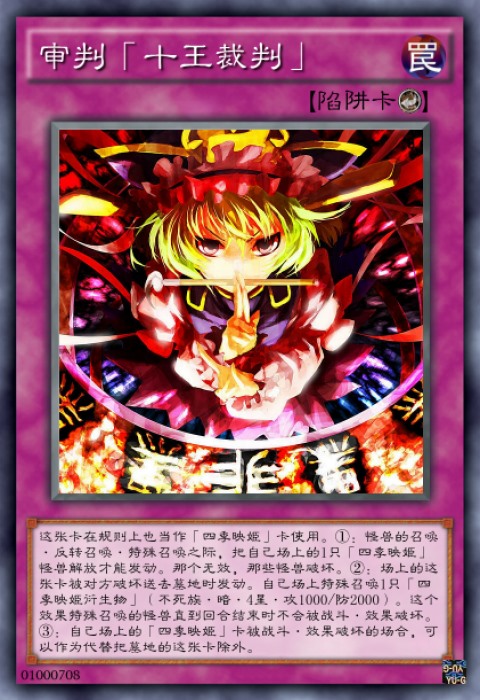 审判「十王裁判」
罠
【陷阱卡】
这张卡在规则上也当作「四季映姬」卡使用。①：怪兽的召唤
·反转召唤·特殊召唤之际，把自己场上的1只「四季映姬」
怪兽解放才能发动。那个无效，那些怪兽破坏。②：场上的这
张卡被对方破坏送去墓地时发动。自己场上特殊召唤1只「四
季映姬衍生物」（不死族·暗·4星·攻1000/防2000）。这个
效果特殊召唤的怪兽直到回合结束时不会被战斗·效果破坏。
③：自己场上的「四季映姬」卡被战斗·效果破坏的场合，可
以作为代替把墓地的这张卡除外。
01000708